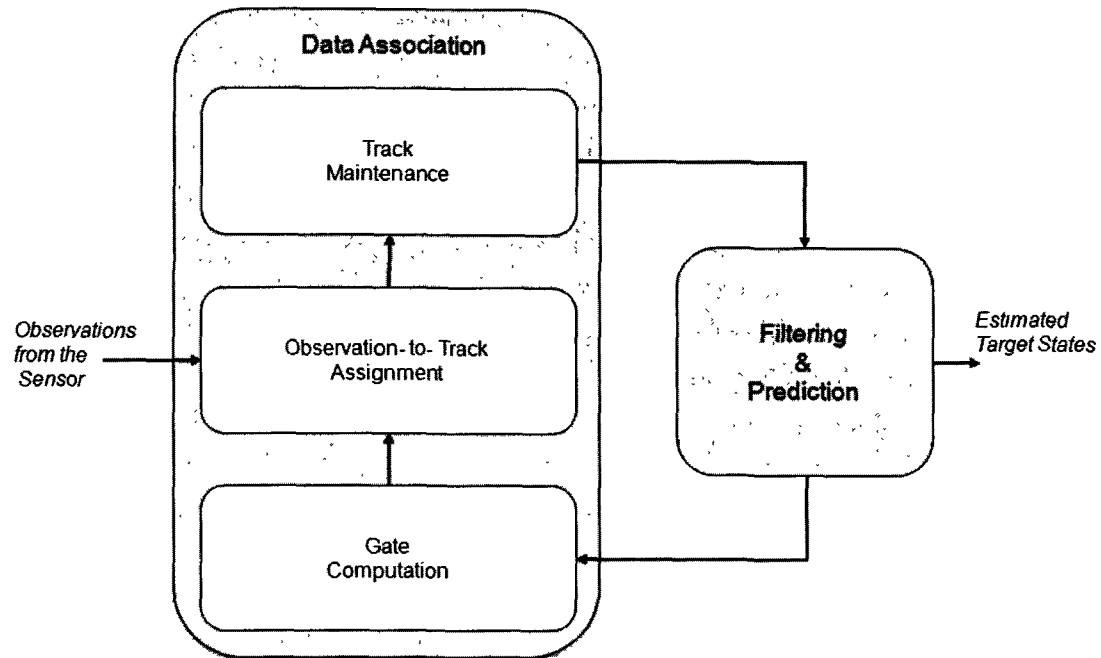 Data Association
Track
Maintenance
Observations
from the
Sensor
Observation-to-Track
Assignment
Gate
Computation
Filtering
&
Prediction
Estimated
Target States